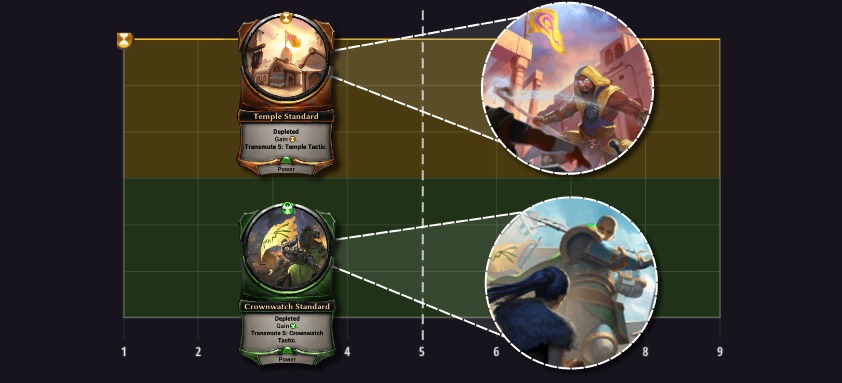 Temple Standard
Depleted
Gain
Transmute 5: Temple Tactic.
Power
Crownwatch Standard
Depleted
Gain
Transmute 5: Crownwatch
Tactic.
Power
1 2 4 5 6 8 9